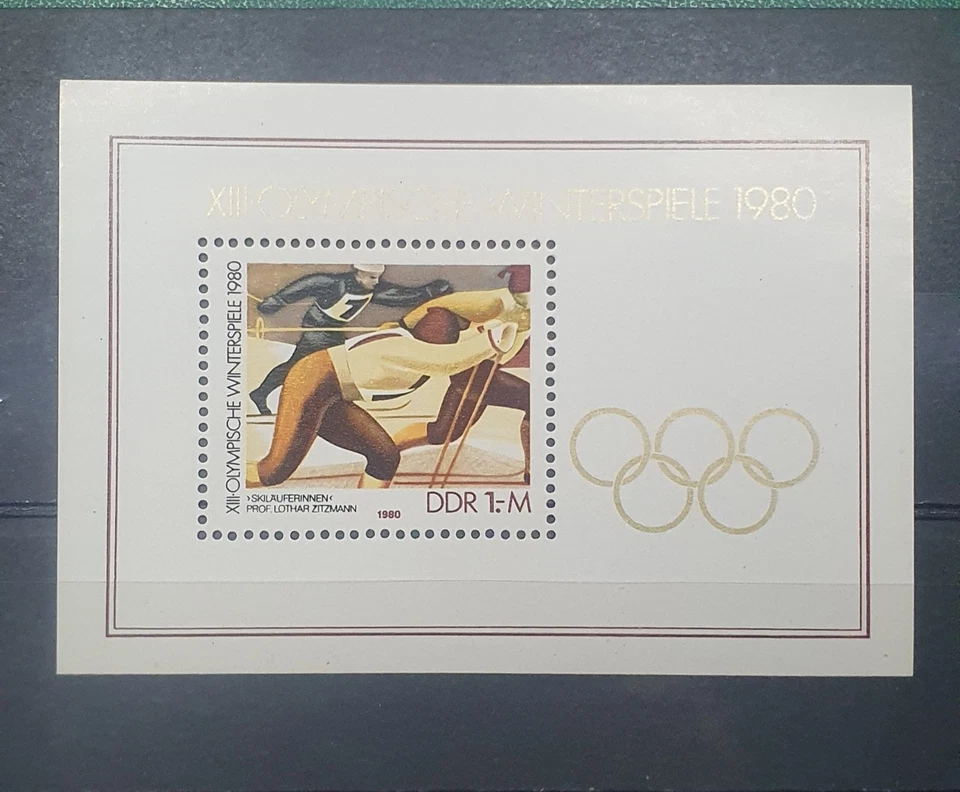 XIII·OLYMPISCHE WINTERSPIELE 1980
XIII·OLYMPISCHE WINTERSPIELE 1980
›SKILÄUFERINNEN‹
PROF. LOTHAR ZITZMANN
1980
DDR 1.-M